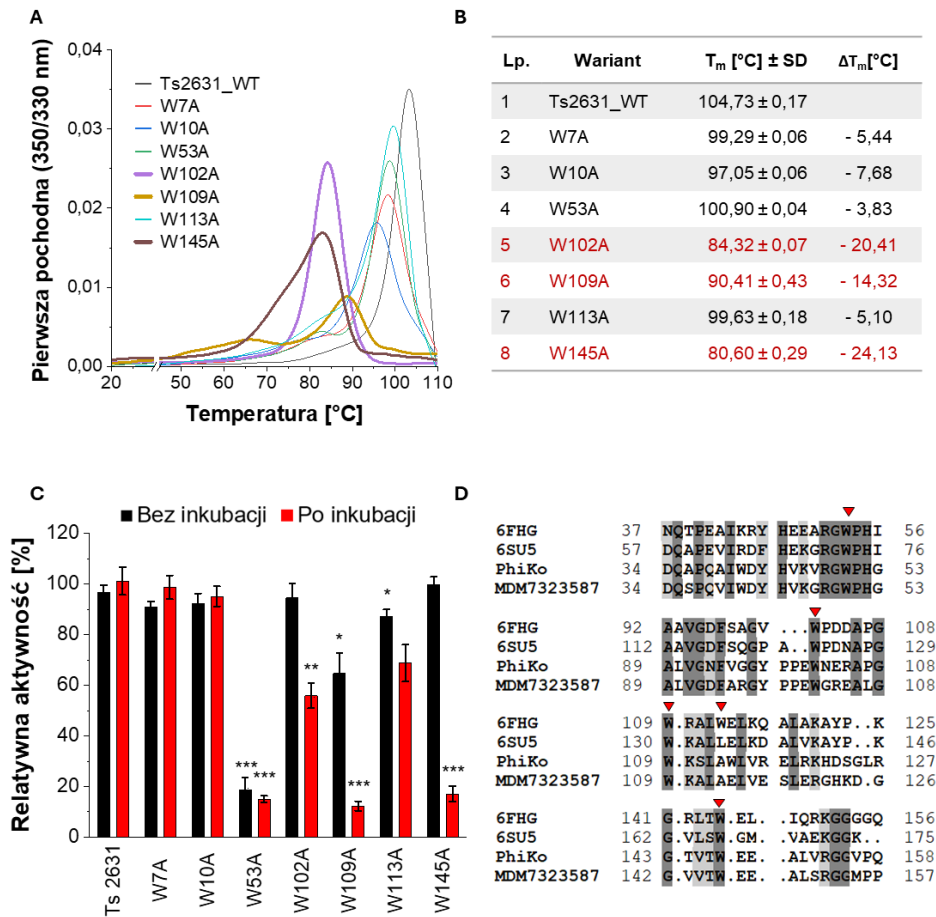 A
0,04
0,03
0,02
0,01
0,00
Pierwsza pochodna (350/330 nm)
Ts2631_WT
W7A
W10A
W53A
W102A
W109A
W113A
W145A
20 50 60 70 80 90 100 110
Temperatura [°C]
B
Lp. Wariant Tm [°C] ± SD ΔTm[°C]
1 Ts2631_WT 104,73 ± 0,17
2 W7A 99,29 ± 0,06 - 5,44
3 W10A 97,05 ± 0,06 - 7,68
4 W53A 100,90 ± 0,04 - 3,83
5 W102A 84,32 ± 0,07 - 20,41
6 W109A 90,41 ± 0,43 - 14,32
7 W113A 99,63 ± 0,18 - 5,10
8 W145A 80,60 ± 0,29 - 24,13
C
Bez inkubacji Po inkubacji
120
100
80
60
40
20
0
Relatywna aktywność [%]
*** *** ** * *** * ***
Ts 2631 W7A W10A W53A W102A W109A W113A W145A
D
6FHG 37 NQTPEAIKRY HEEARGWPHI 56
6SU5 57 DQAPEVIRDF HEKGRGWPHI 76
PhiKo 34 DQAPQAIWDY HVKVRGWPHG 53
MDM7323587 34 DQSPQVIWDY HVKGRGWPHG 53
6FHG 92 AAVGDFSAGV ...WPDDAPG 108
6SU5 112 AAVGDFSQGP A..WPDNAPG 129
PhiKo 89 ALVGNFVGGY PPEWNERAPG 108
MDM7323587 89 ALVGDFARGY PPEWGREALG 108
6FHG 109 W.RALWELKQ ALAKAYP..K 125
6SU5 130 W.KALLELKD ALVKAYP..K 146
PhiKo 109 W.KSLAWLVR ELRKHDSGLR 127
MDM7323587 109 W.KALAELVE SLERGHKD.G 126
6FHG 141 G.RLTW.EL. .IQRKGGGGQ 156
6SU5 162 G.VLSW.GM. .VAEKGGK.. 175
PhiKo 143 G.TVTW.EE. .ALVRGGVPQ 158
MDM7323587 142 G.VVTW.EE. .ALSRGGMPP 157